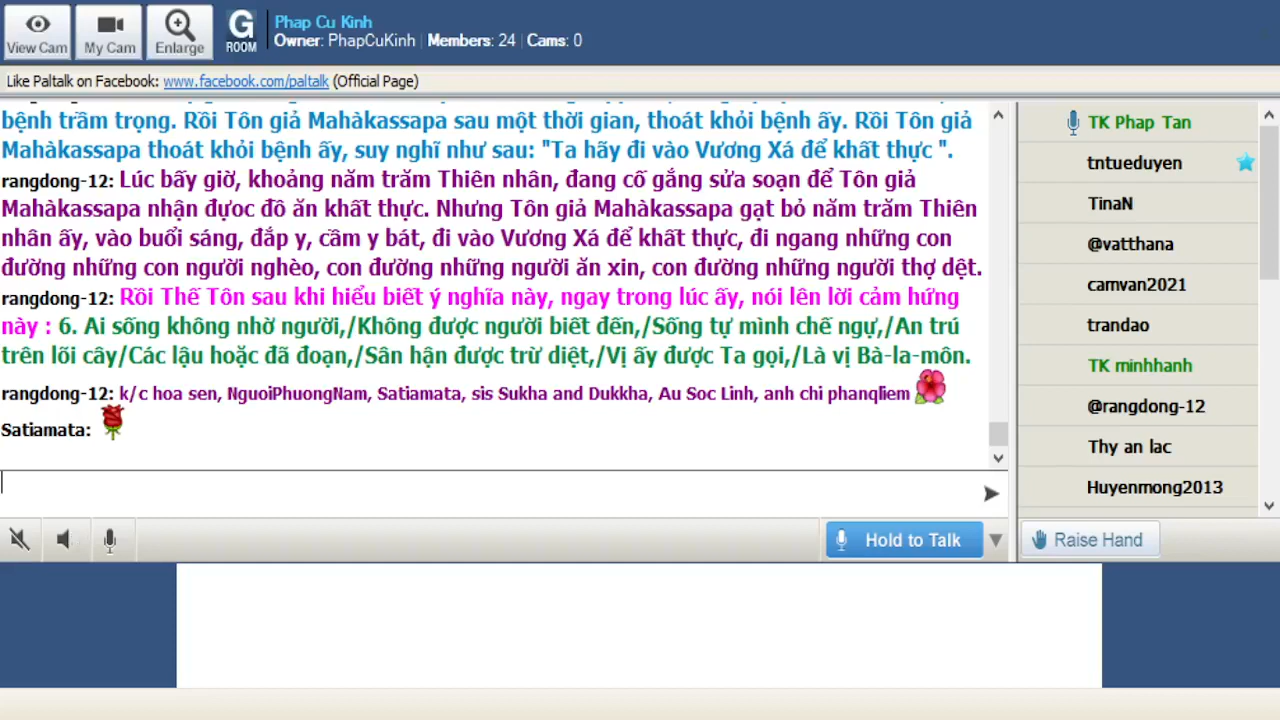 View Cam
My Cam
Enlarge
G
ROOM
Phap Cu Kinh
Owner: PhapCuKinh | Members: 24 | Cams: 0
Like Paltalk on Facebook: www.facebook.com/paltalk (Official Page)
bệnh trầm trọng. Rồi Tôn giả Mahàkassapa sau một thời gian, thoát khỏi bệnh ấy. Rồi Tôn giả
Mahàkassapa thoát khỏi bệnh ấy, suy nghĩ như sau: "Ta hãy đi vào Vương Xá để khất thực ".
rangdong-12: Lúc bấy giờ, khoảng năm trăm Thiên nhân, đang cố gắng sửa soạn để Tôn giả
Mahàkassapa nhận đựoc đồ ăn khất thực. Nhưng Tôn giả Mahàkassapa gạt bỏ năm trăm Thiên
nhân ấy, vào buổi sáng, đắp y, cầm y bát, đi vào Vương Xá để khất thực, đi ngang những con
đường những con người nghèo, con đường những người ăn xin, con đường những người thợ dệt.
rangdong-12: Rồi Thế Tôn sau khi hiểu biết ý nghĩa này, ngay trong lúc ấy, nói lên lời cảm hứng
này : 6. Ai sống không nhờ người,/Không được người biết đến,/Sống tự mình chế ngự,/An trú
trên lõi cây/Các lậu hoặc đã đoạn,/Sân hận được trừ diệt,/Vị ấy được Ta gọi,/Là vị Bà-la-môn.
rangdong-12: k/c hoa sen, NguoiPhuongNam, Satiamata, sis Sukha and Dukkha, Au Soc Linh, anh chi phanqliem
Satiamata:
TK Phap Tan
tntueduyen
TinaN
@vatthana
camvan2021
trandao
TK minhhanh
@rangdong-12
Thy an lac
Huyenmong2013
Hold to Talk
Raise Hand